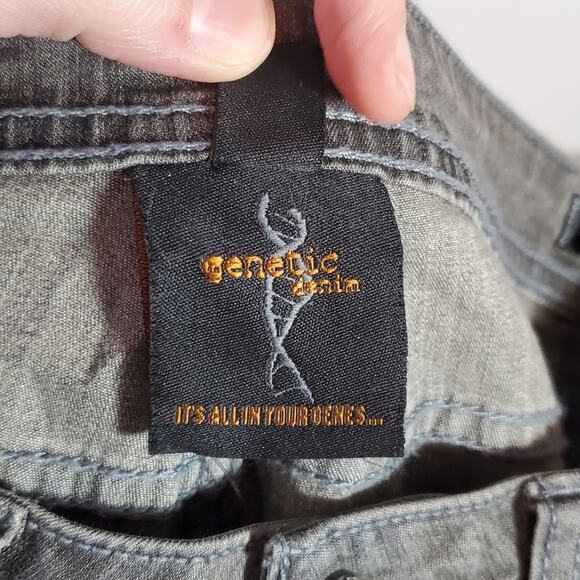 genetic
denim
IT'S ALL IN YOUR GENES...